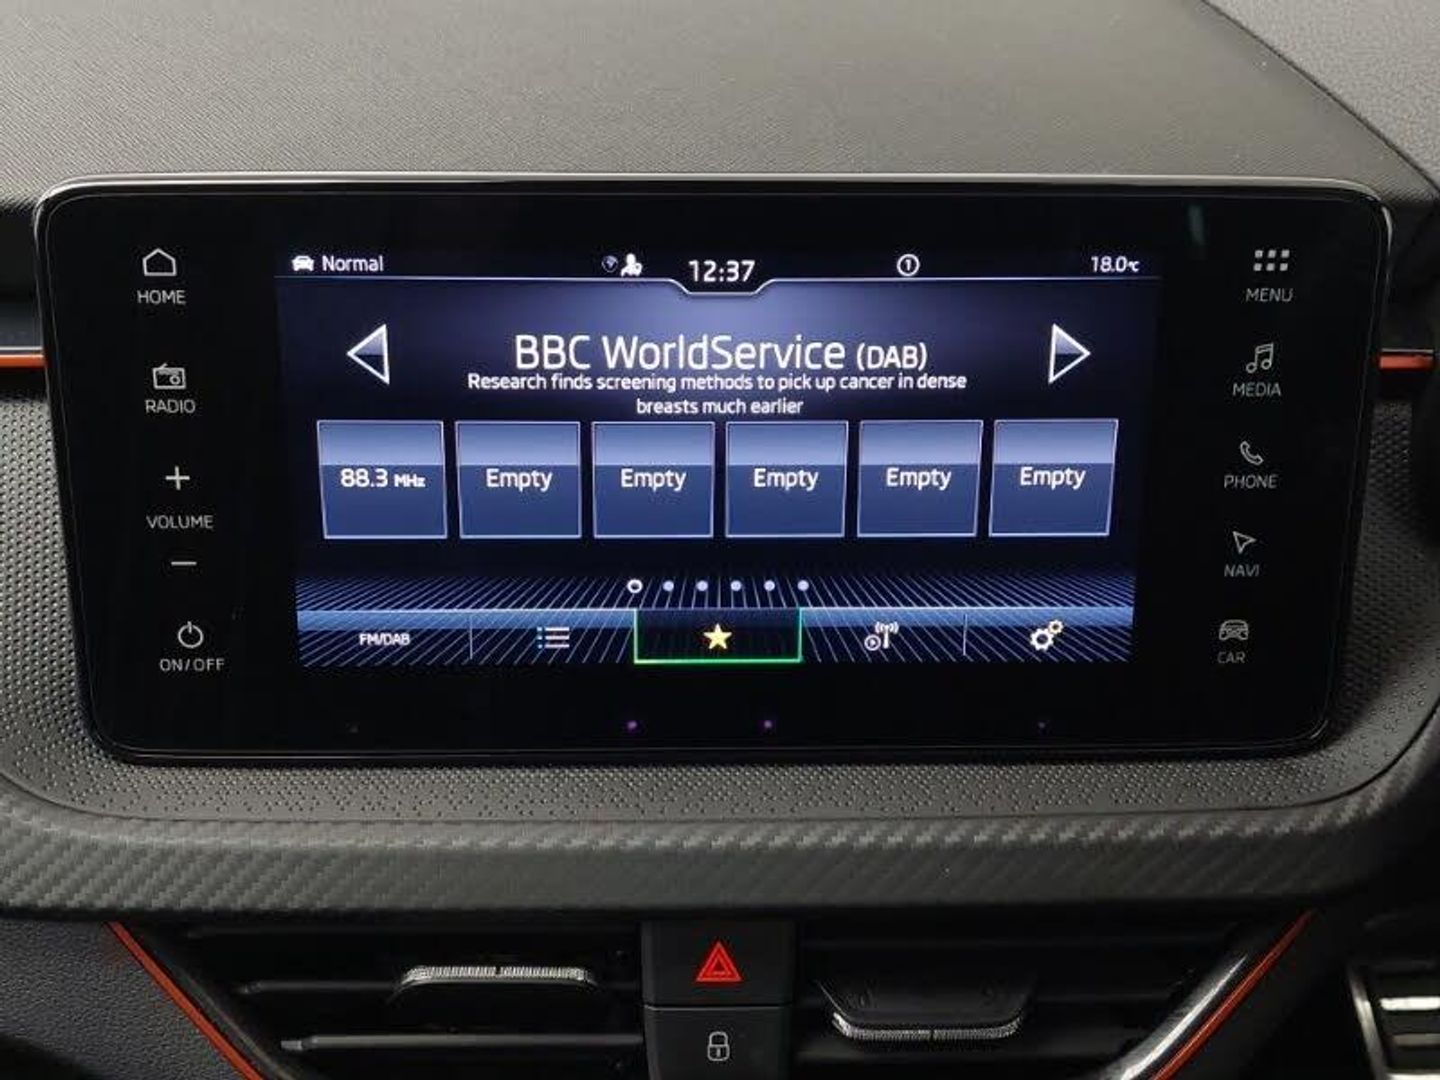 Normal
12:37
1
18.0°C
HOME
MENU
BBC WorldService (DAB)
Research finds screening methods to pick up cancer in dense
breasts much earlier
RADIO
MEDIA
88.3 MHz
Empty
Empty
Empty
Empty
Empty
+
VOLUME
−
PHONE
NAVI
FM/DAB
ON/OFF
CAR